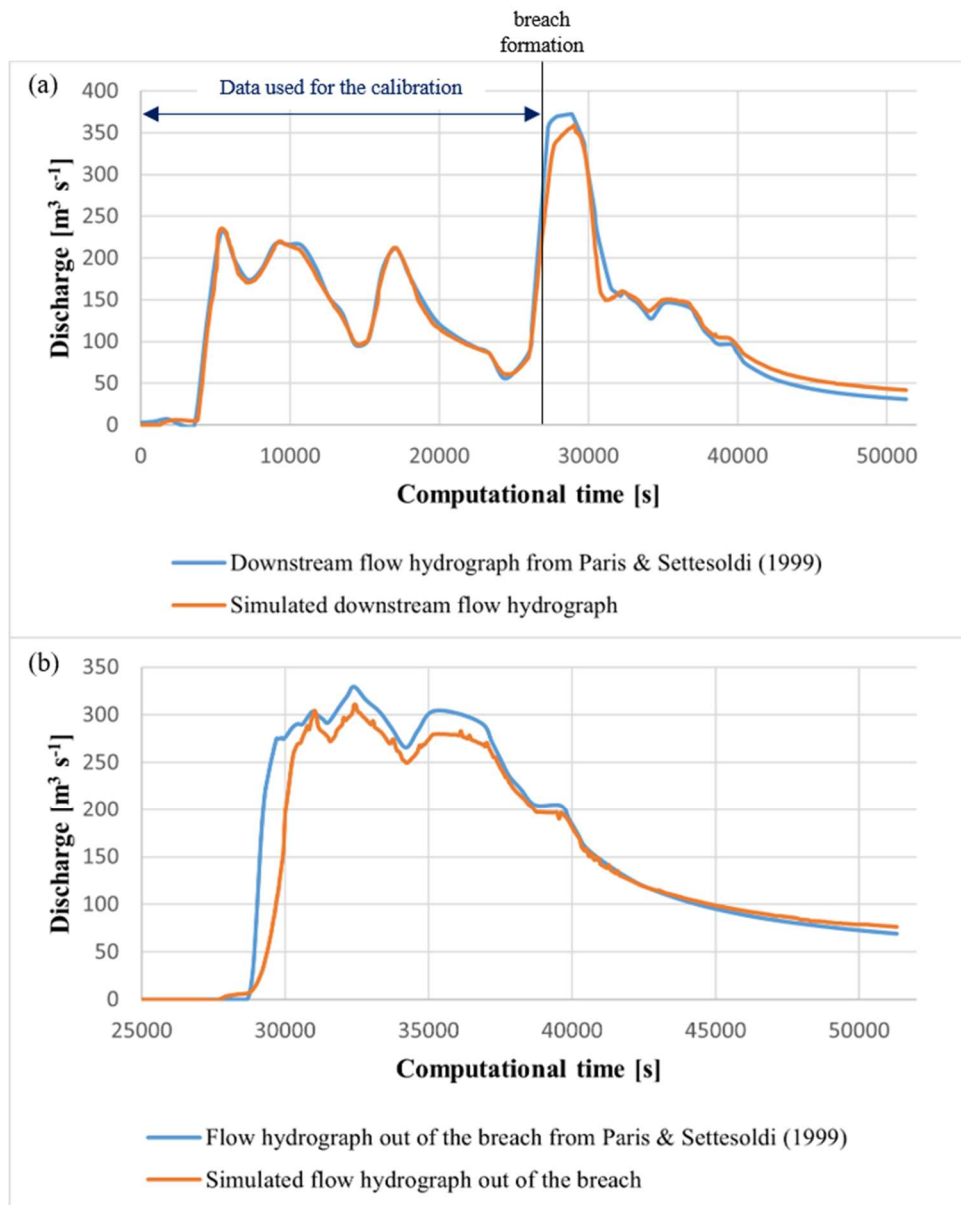 breach
formation
(a)
Data used for the calibration
400
350
300
250
200
150
100
50
0
Discharge [m³ s⁻¹]
0 10000 20000 30000 40000 50000
Computational time [s]
Downstream flow hydrograph from Paris & Settesoldi (1999)
Simulated downstream flow hydrograph
(b)
350
300
250
200
150
100
50
0
Discharge [m³ s⁻¹]
25000 30000 35000 40000 45000 50000
Computational time [s]
Flow hydrograph out of the breach from Paris & Settesoldi (1999)
Simulated flow hydrograph out of the breach